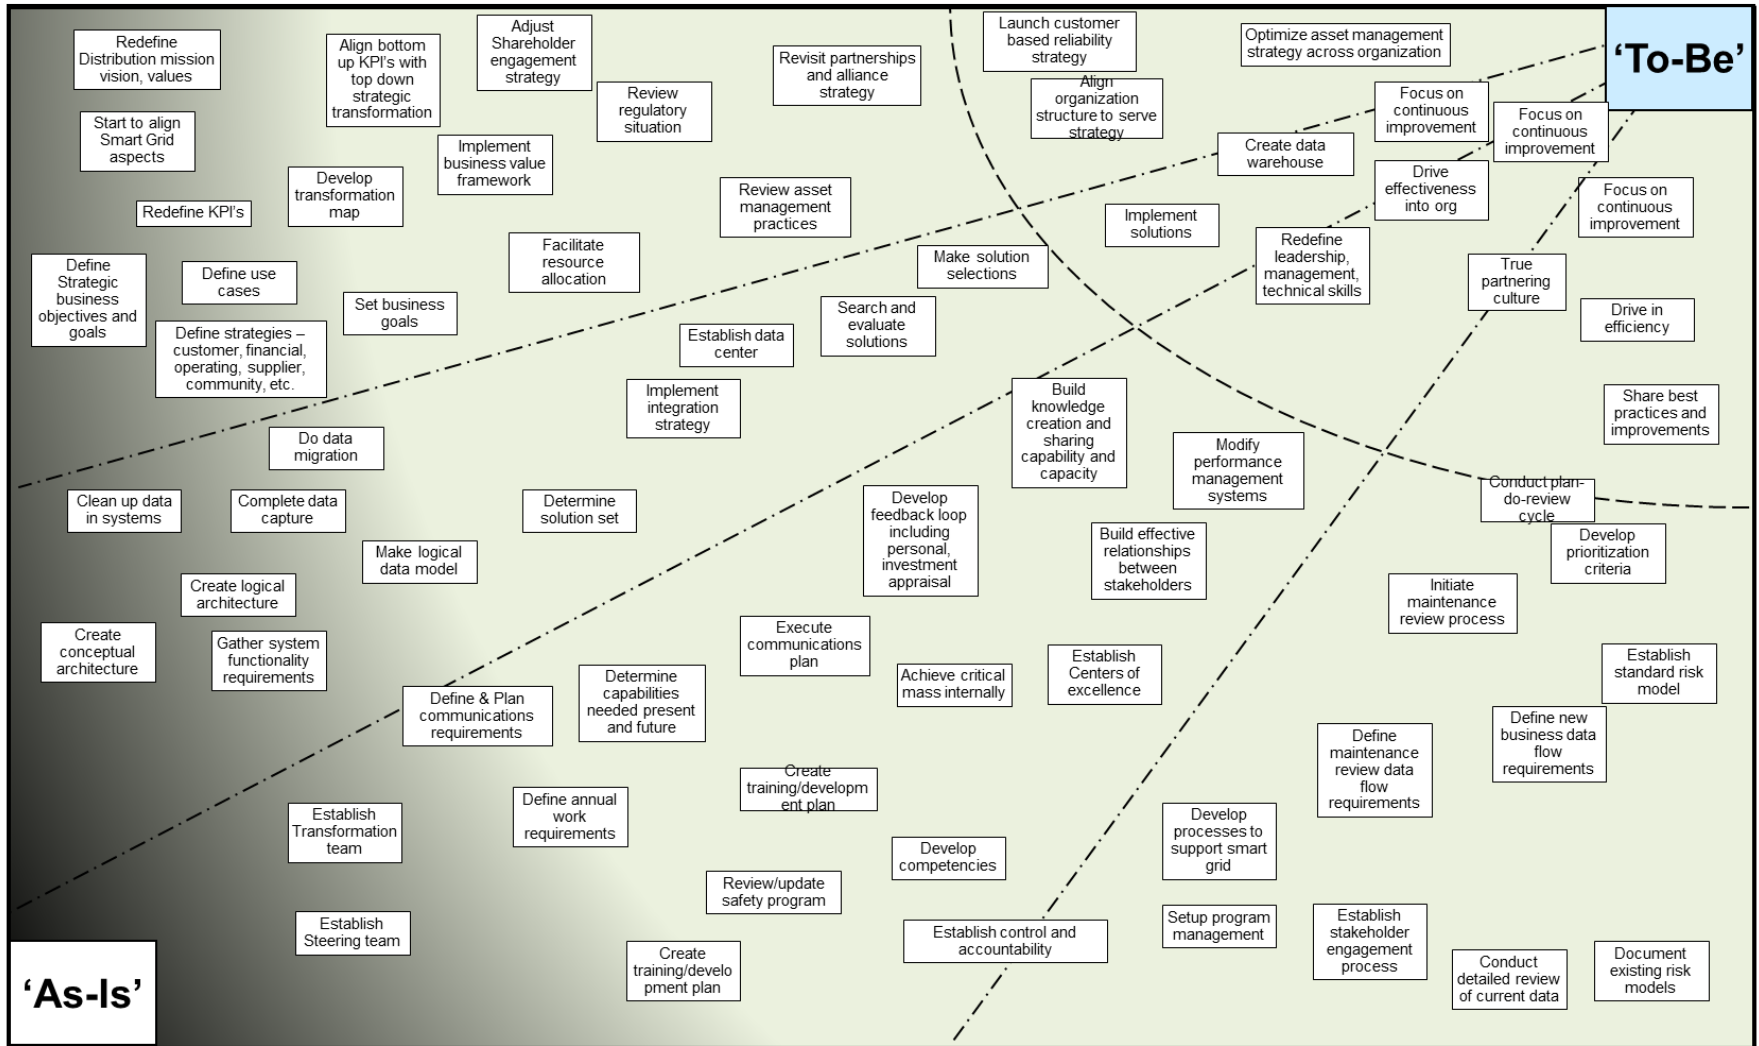 Redefine
Distribution mission
vision, values
Align bottom
up KPI's with
top down
strategic
transformation
Adjust
Shareholder
engagement
strategy
Review
regulatory
situation
Revisit partnerships
and alliance
strategy
Launch customer
based reliability
strategy
Align
organization
structure to serve
strategy
Optimize asset management
strategy across organization
'To-Be'
Focus on
continuous
improvement
Focus on
continuous
improvement
Start to align
Smart Grid
aspects
Implement
business value
framework
Create data
warehouse
Develop
transformation
map
Redefine KPI's
Review asset
management
practices
Drive
effectiveness
into org
Focus on
continuous
improvement
Implement
solutions
Facilitate
resource
allocation
Make solution
selections
Redefine
leadership,
management,
technical skills
True
partnering
culture
Define
Strategic
business
objectives and
goals
Define use
cases
Set business
goals
Search and
evaluate
solutions
Drive in
efficiency
Define strategies –
customer, financial,
operating, supplier,
community, etc.
Establish data
center
Implement
integration
strategy
Build
knowledge
creation and
sharing
capability and
capacity
Share best
practices and
improvements
Do data
migration
Modify
performance
management
systems
Clean up data
in systems
Complete data
capture
Determine
solution set
Develop
feedback loop
including
personal,
investment
appraisal
Conduct plan-
do-review
cycle
Build effective
relationships
between
stakeholders
Develop
prioritization
criteria
Make logical
data model
Create logical
architecture
Initiate
maintenance
review process
Create
conceptual
architecture
Gather system
functionality
requirements
Execute
communications
plan
Achieve critical
mass internally
Establish
Centers of
excellence
Establish
standard risk
model
Define & Plan
communications
requirements
Determine
capabilities
needed present
and future
Define new
business data
flow
requirements
Define
maintenance
review data
flow
requirements
Create
training/developm
ent plan
Establish
Transformation
team
Define annual
work
requirements
Develop
processes to
support smart
grid
Develop
competencies
Review/update
safety program
Establish
Steering team
Establish control and
accountability
Setup program
management
Establish
stakeholder
engagement
process
Create
training/develo
pment plan
Conduct
detailed review
of current data
Document
existing risk
models
'As-Is'